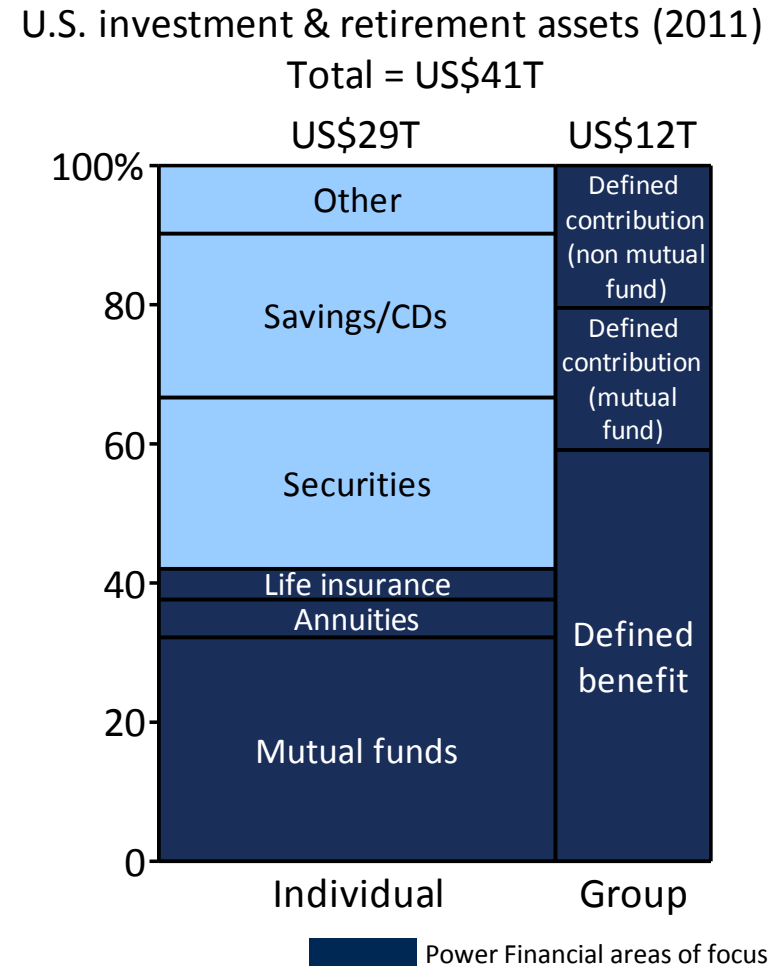 U.S. investment & retirement assets (2011)
Total = US$41T
US$29T
US$12T
100%
80
60
40
20
0
Other
Savings/CDs
Securities
Life insurance
Annuities
Mutual funds
Defined
contribution
(non mutual
fund)
Defined
contribution
(mutual
fund)
Defined
benefit
Individual
Group
Power Financial areas of focus